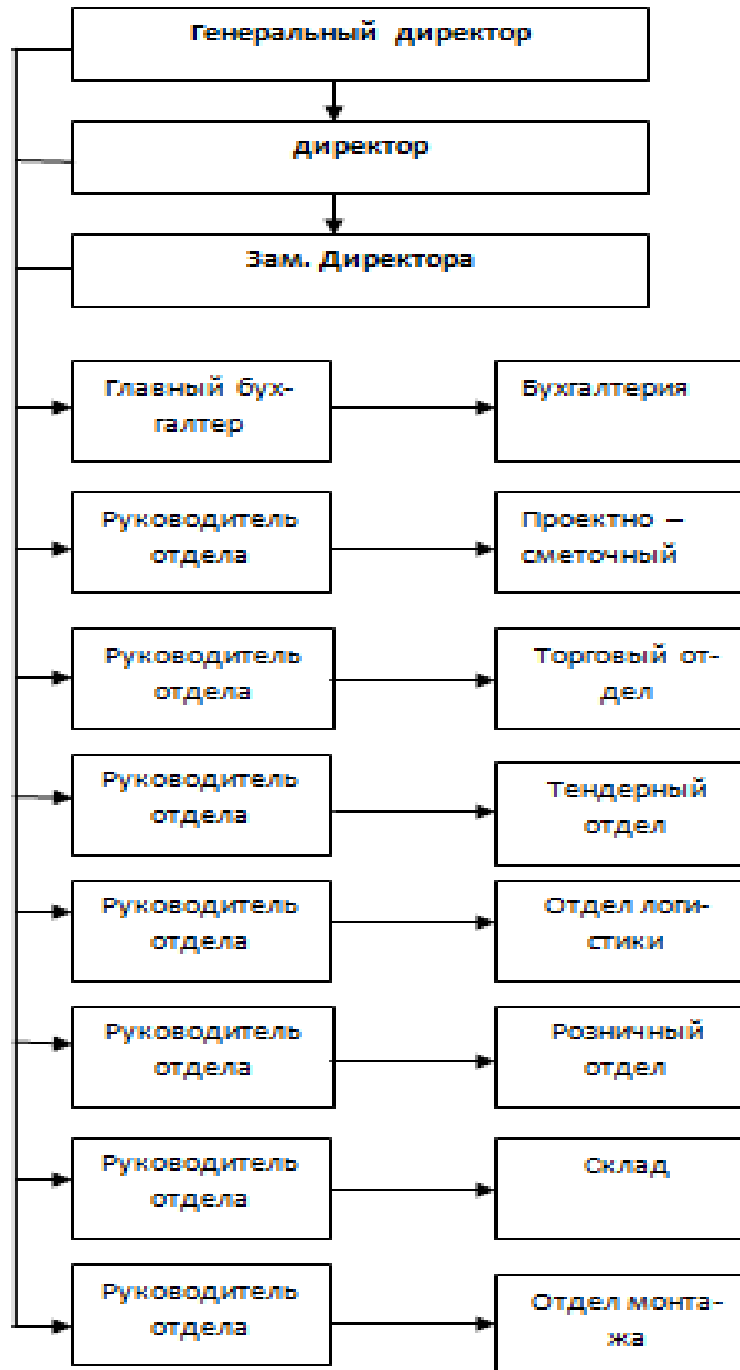 Генеральный директор
директор
Зам. Директора
Главный бух-
галтер
Бухгалтерия
Руководитель
отдела
Проектно –
сметочный
Руководитель
отдела
Торговый от-
дел
Руководитель
отдела
Тендерный
отдел
Руководитель
отдела
Отдел логи-
стики
Руководитель
отдела
Розничный
отдел
Руководитель
отдела
Склад
Руководитель
отдела
Отдел монта-
жа